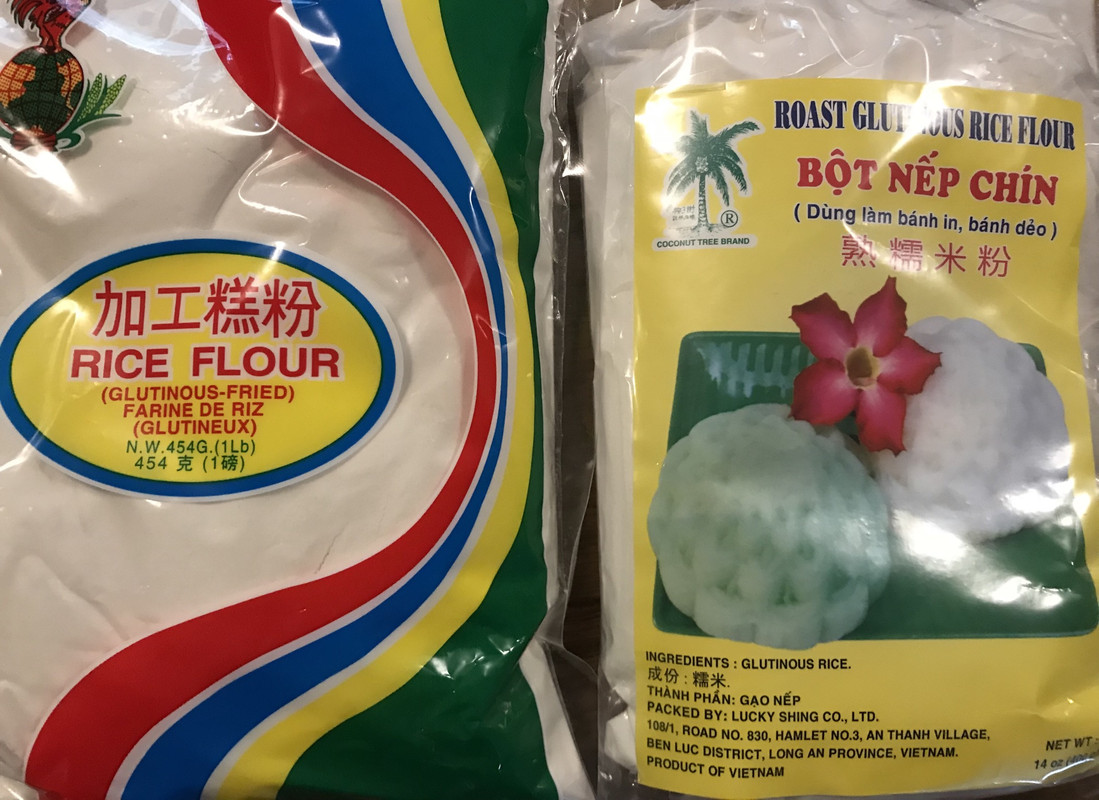 加工糕粉
RICE FLOUR
(GLUTINOUS-FRIED)
FARINE DE RIZ
(GLUTINEUX)
N.W.454G.(1Lb)
454 克 (1磅)
ROAST GLUTINOUS RICE FLOUR
BỘT NẾP CHÍN
( Dùng làm bánh in, bánh dẻo )
熟糯米粉
®
COCONUT TREE BRAND
INGREDIENTS : GLUTINOUS RICE.
成份 : 糯米.
THÀNH PHẦN: GẠO NẾP
PACKED BY: LUCKY SHING CO., LTD.
108/1, ROAD NO. 830, HAMLET NO.3, AN THANH VILLAGE,
BEN LUC DISTRICT, LONG AN PROVINCE, VIETNAM.
PRODUCT OF VIETNAM
NET WT :
14 oz